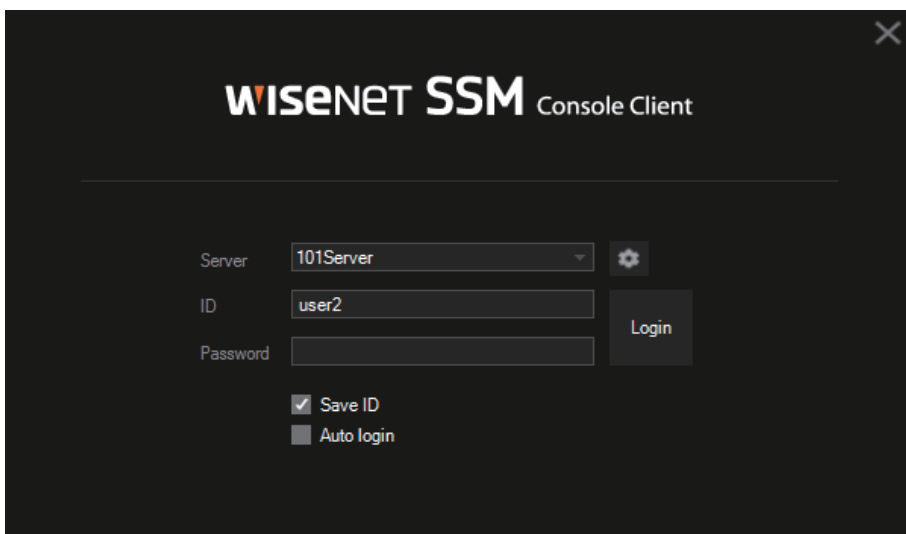 WISENET SSM Console Client
Server 101Server
ID user2
Login
Password
Save ID
Auto login